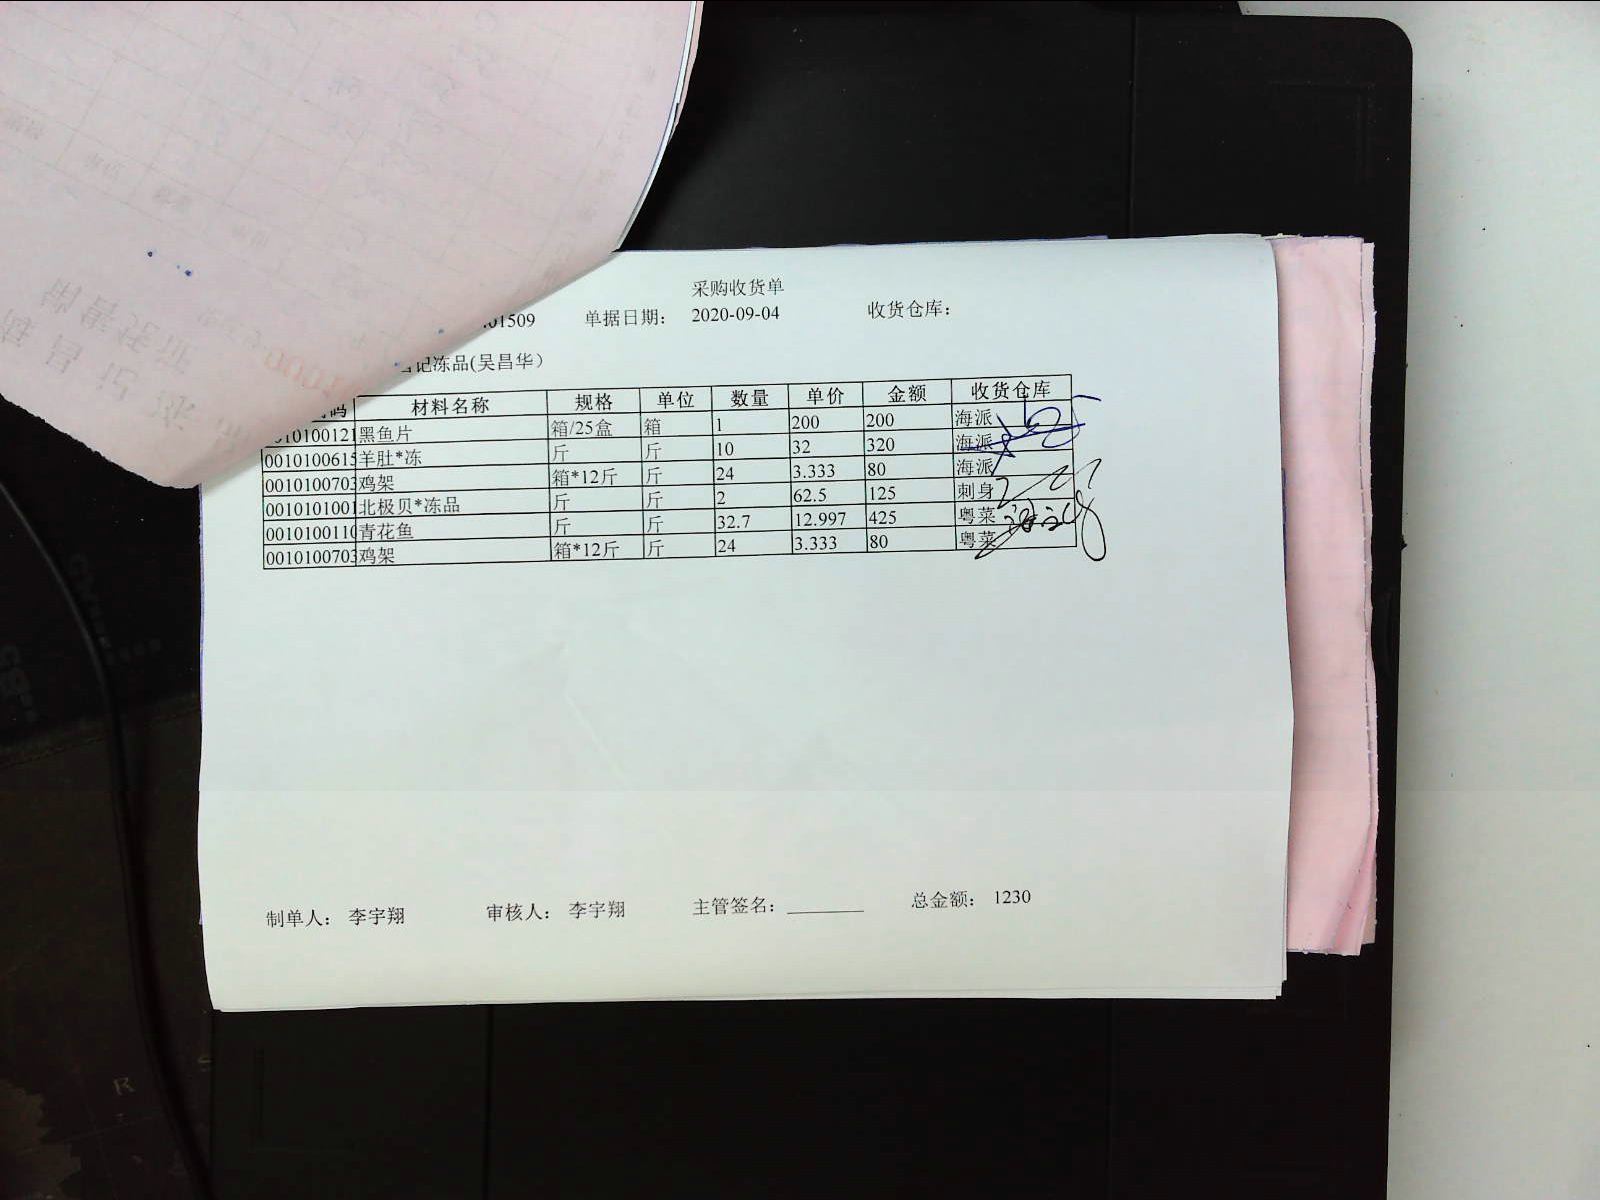 采购收货单
01509 单据日期： 2020-09-04 收货仓库：
记冻品(吴昌华）
码 材料名称 规格 单位 数量 单价 金额 收货仓库
010100121 黑鱼片 箱/25盒 箱 1 200 200 海派
0010100615 羊肚*冻 斤 斤 10 32 320 海派
0010100703 鸡架 箱*12斤 斤 24 3.333 80 海派
0010101001 北极贝*冻品 斤 斤 2 62.5 125 刺身
0010100110 青花鱼 斤 斤 32.7 12.997 425 粤菜
0010100703 鸡架 箱*12斤 斤 24 3.333 80 粤菜
制单人： 李宇翔 审核人： 李宇翔 主管签名： 总金额： 1230